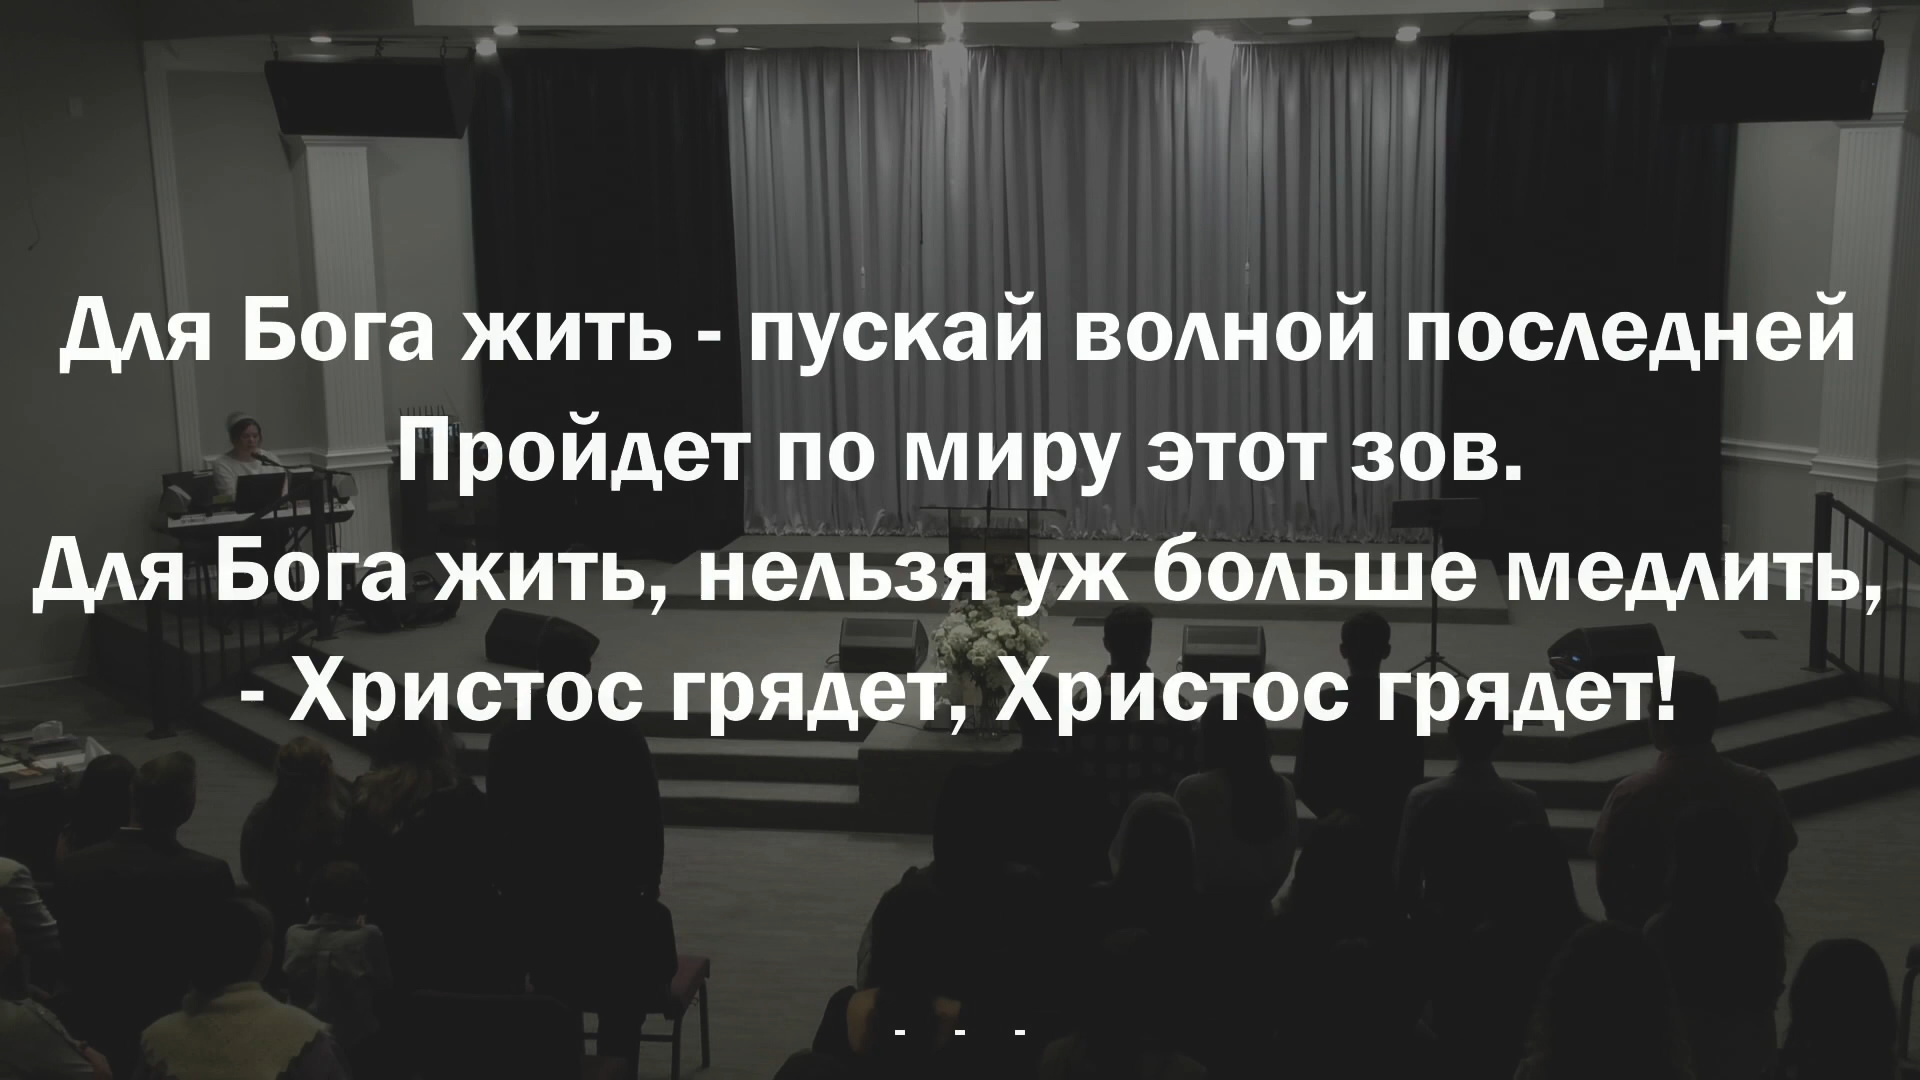 Для Бога жить - пускай волной последней
Пройдет по миру этот зов.
Для Бога жить, нельзя уж больше медлить,
- Христос грядет, Христос грядет!
- - -